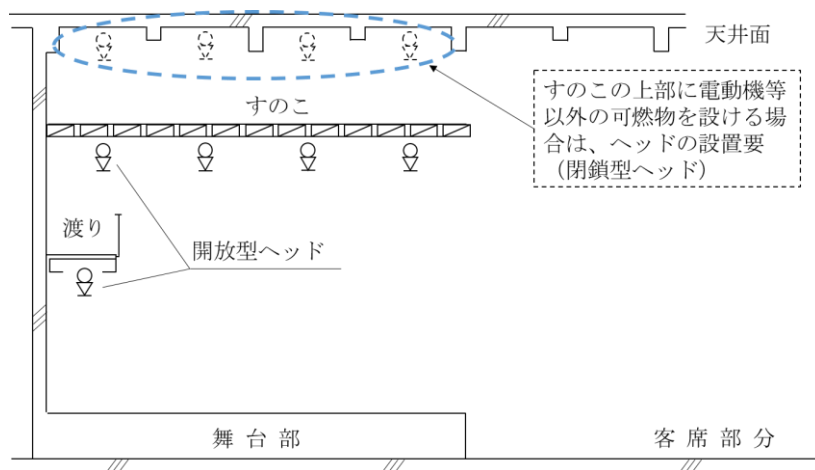 天井面
すのこ
すのこの上部に電動機等
以外の可燃物を設ける場
合は、ヘッドの設置要
（閉鎖型ヘッド）
渡り
開放型ヘッド
舞台部
客席部分